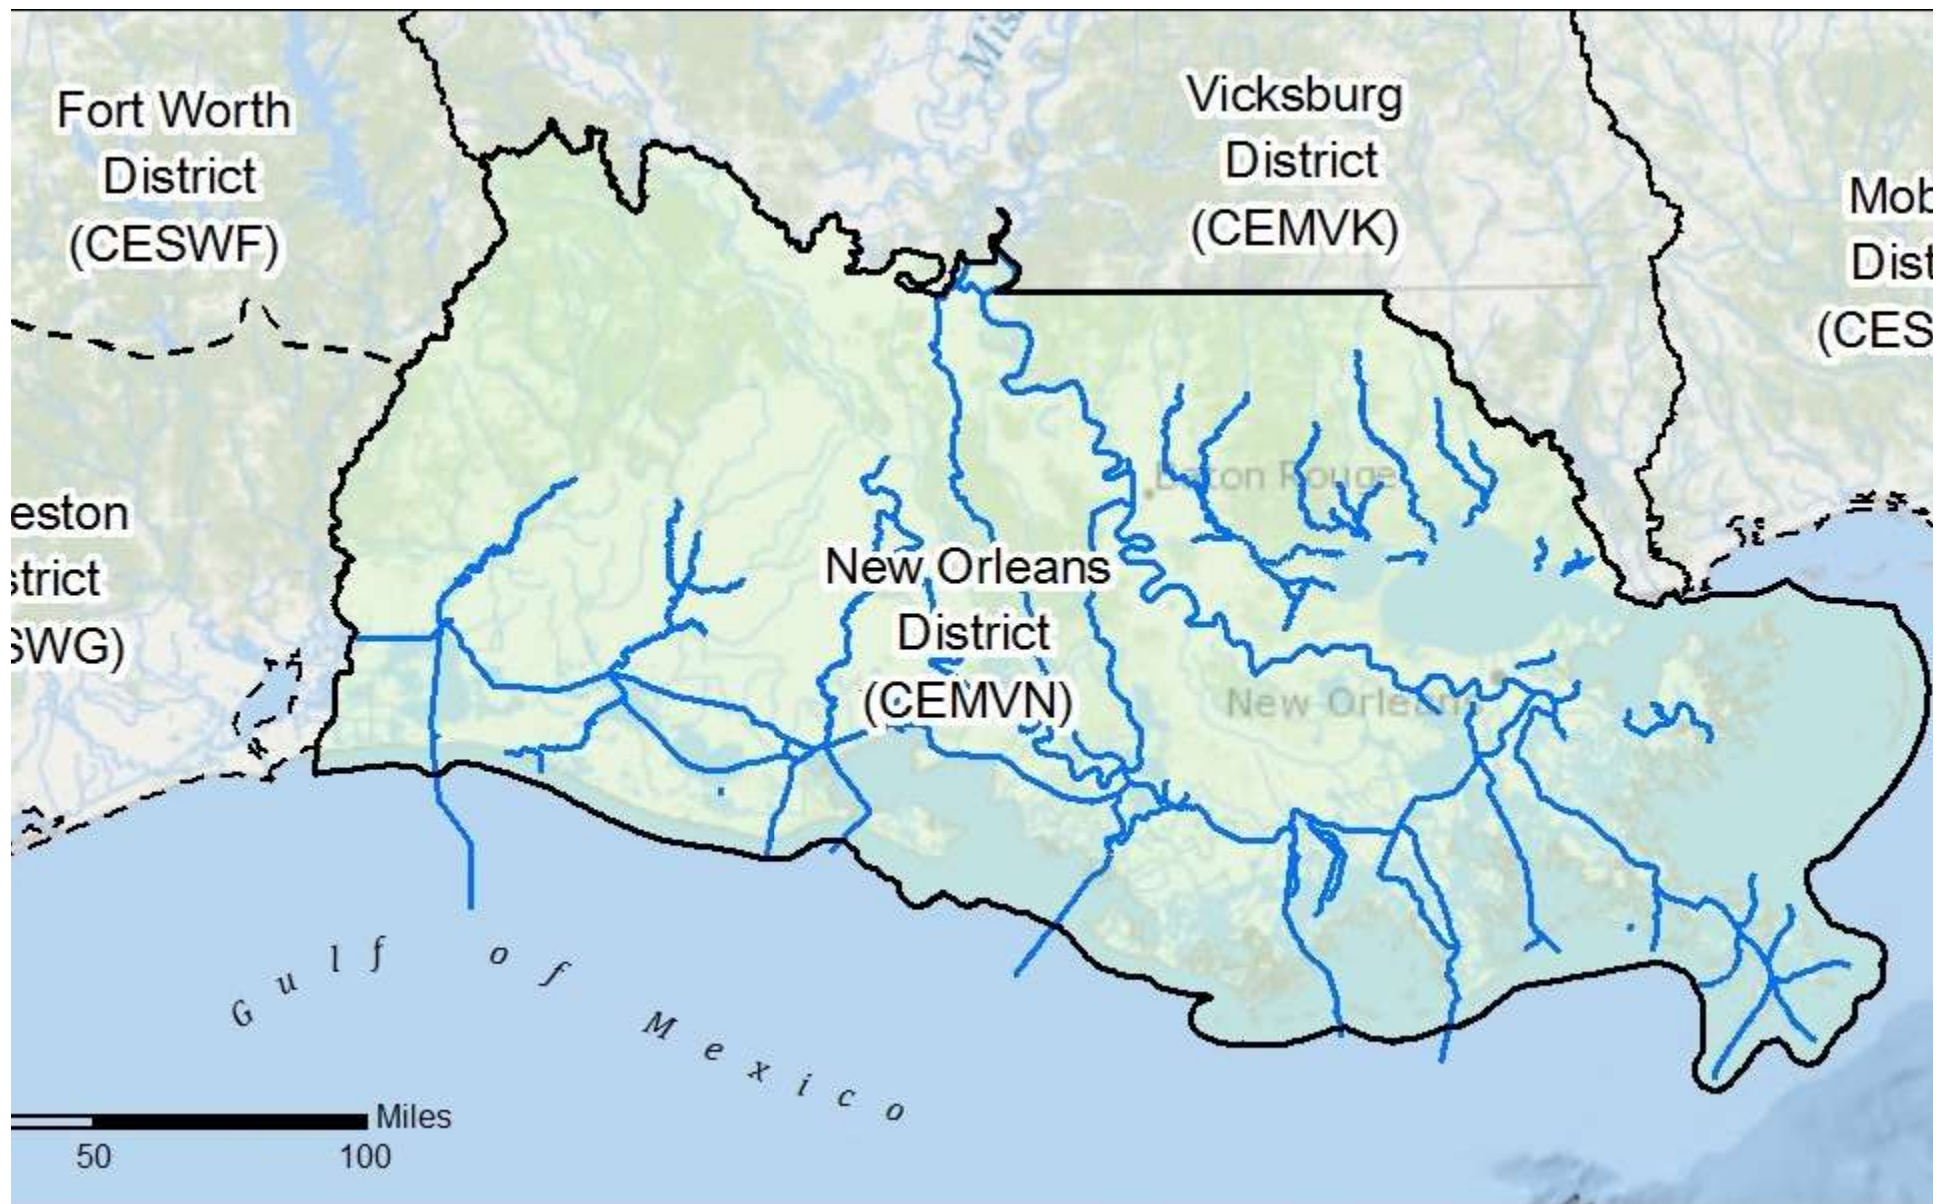 Miss
Fort Worth
District
(CESWF)
Vicksburg
District
(CEMVK)
Mob
Dist
(CES
Baton Rouge
eston
strict
SWG)
New Orleans
District
(CEMVN)
New Orleans
Gulf of Mexico
Miles
50
100